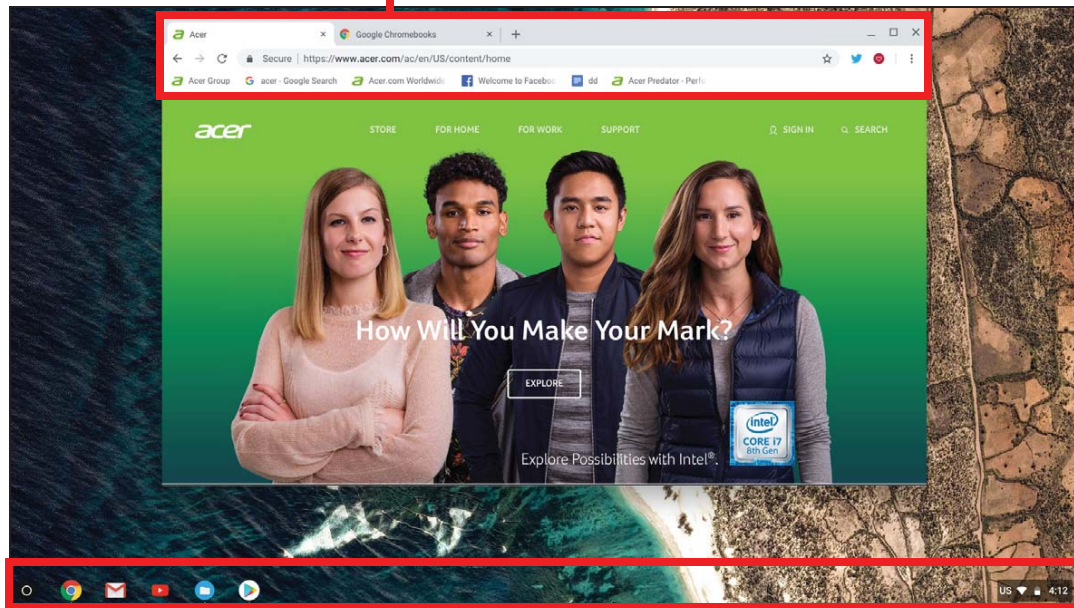 Acer
Google Chromebooks
Secure | https://www.acer.com/ac/en/US/content/home
Acer Group
acer - Google Search
Acer.com Worldwide
Welcome to Faceboo
dd
Acer Predator - Perfo
acer
STORE FOR HOME FOR WORK SUPPORT SIGN IN SEARCH
How Will You Make Your Mark?
EXPLORE
intel
CORE i7
8th Gen
Explore Possibilities with Intel®.
US 4:12